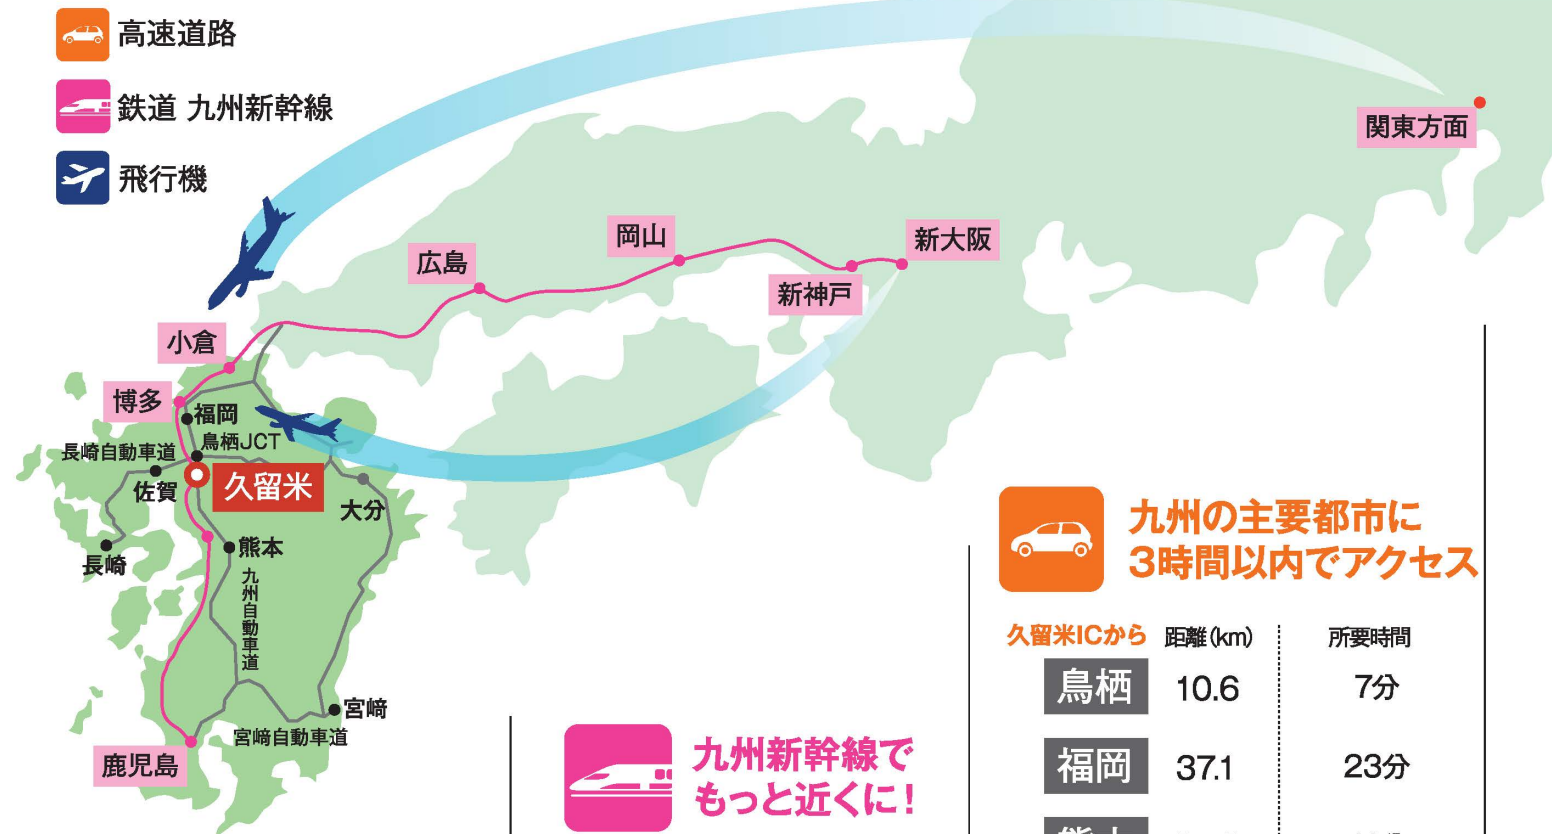 高速道路
鉄道 九州新幹線
飛行機
関東方面
新大阪
岡山
広島
新神戸
小倉
博多
福岡
鳥栖JCT
長崎自動車道
佐賀
久留米
大分
長崎
熊本
九州自動車道
宮﨑
宮﨑自動車道
鹿児島
九州新幹線で
もっと近くに!
九州の主要都市に
3時間以内でアクセス
久留米ICから 距離(km) 所要時間
鳥栖 10.6 7分
福岡 37.1 23分